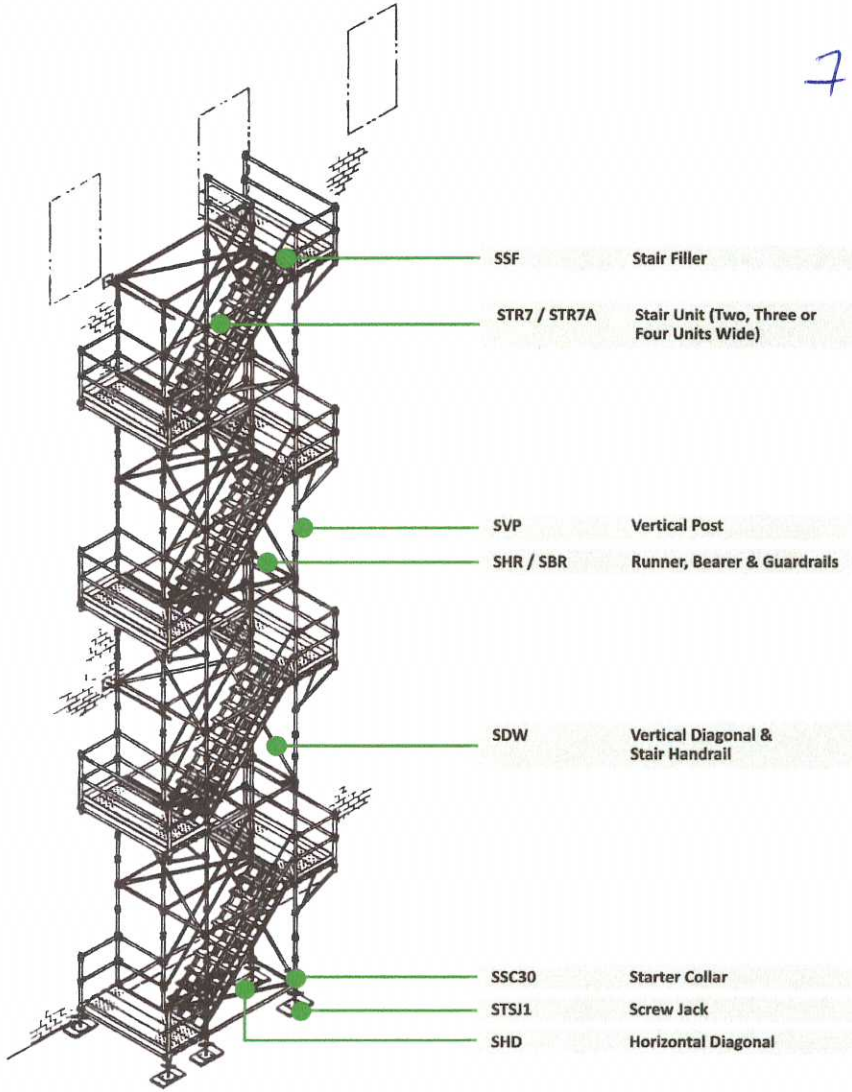 7
SSF Stair Filler
STR7 / STR7A Stair Unit (Two, Three or
Four Units Wide)
SVP Vertical Post
SHR / SBR Runner, Bearer & Guardrails
SDW Vertical Diagonal &
Stair Handrail
SSC30 Starter Collar
STSJ1 Screw Jack
SHD Horizontal Diagonal